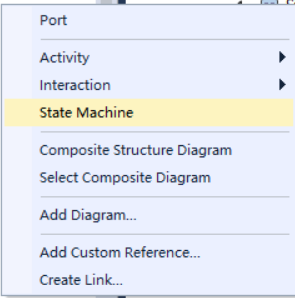 Port
Activity
Interaction
State Machine
Composite Structure Diagram
Select Composite Diagram
Add Diagram...
Add Custom Reference...
Create Link...